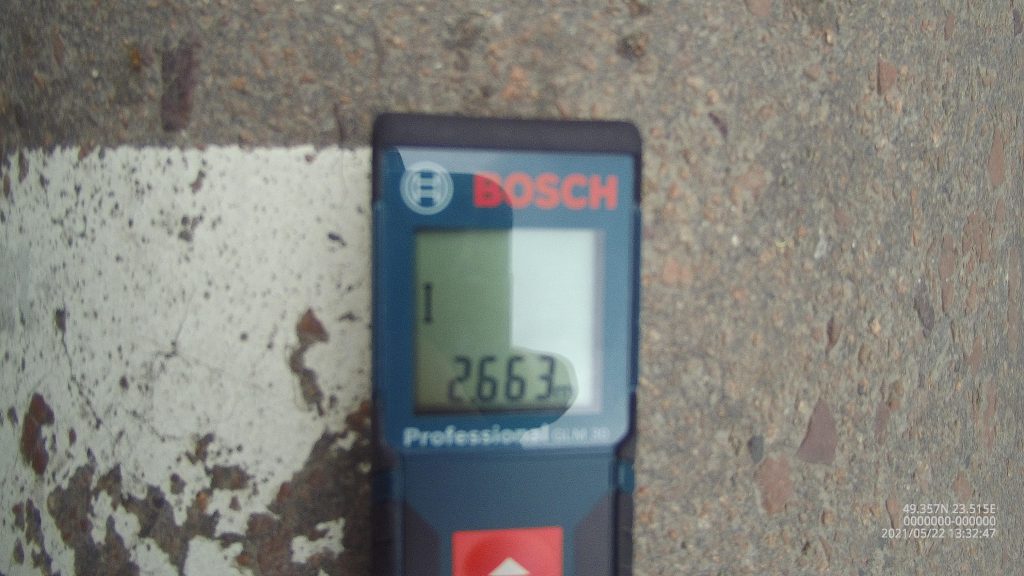 BOSCH
2.663m
Professional GLM 30
49.357N 23.515E
0000000-000000
2021/05/22 13:32:47